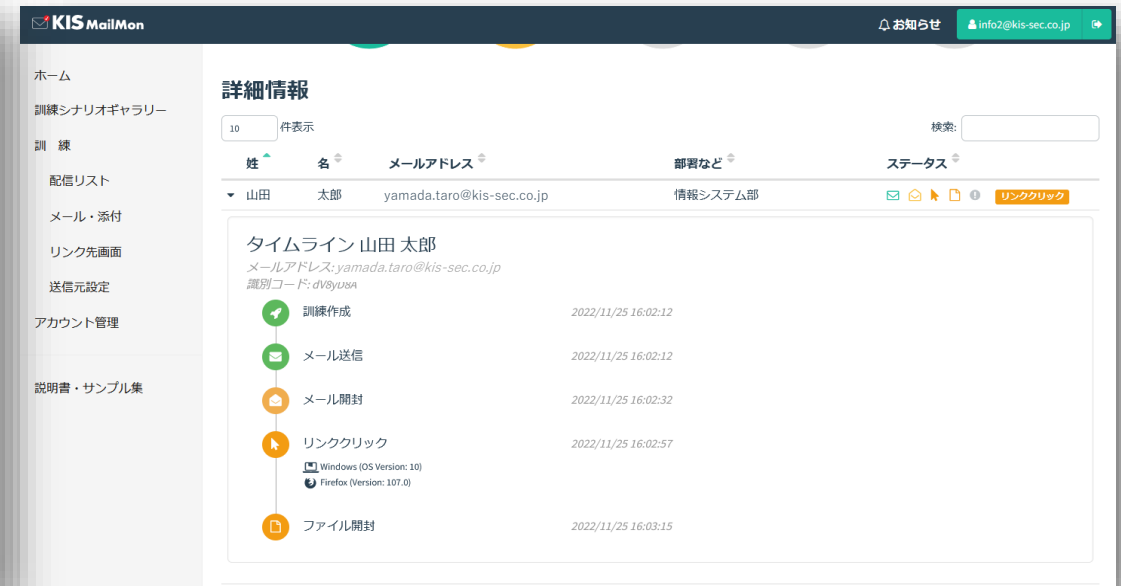 KIS MailMon
お知らせ
info2@kis-sec.co.jp
ホーム
訓練シナリオギャラリー
訓 練
配信リスト
メール・添付
リンク先画面
送信元設定
アカウント管理
説明書・サンプル集
詳細情報
10 件表示
検索:
姓 名 メールアドレス 部署など ステータス
山田 太郎 yamada.taro@kis-sec.co.jp 情報システム部 リンククリック
タイムライン 山田 太郎
メールアドレス: yamada.taro@kis-sec.co.jp
識別コード: dV8yD8A
訓練作成 2022/11/25 16:02:12
メール送信 2022/11/25 16:02:12
メール開封 2022/11/25 16:02:32
リンククリック 2022/11/25 16:02:57
Windows (OS Version: 10)
Firefox (Version: 107.0)
ファイル開封 2022/11/25 16:03:15